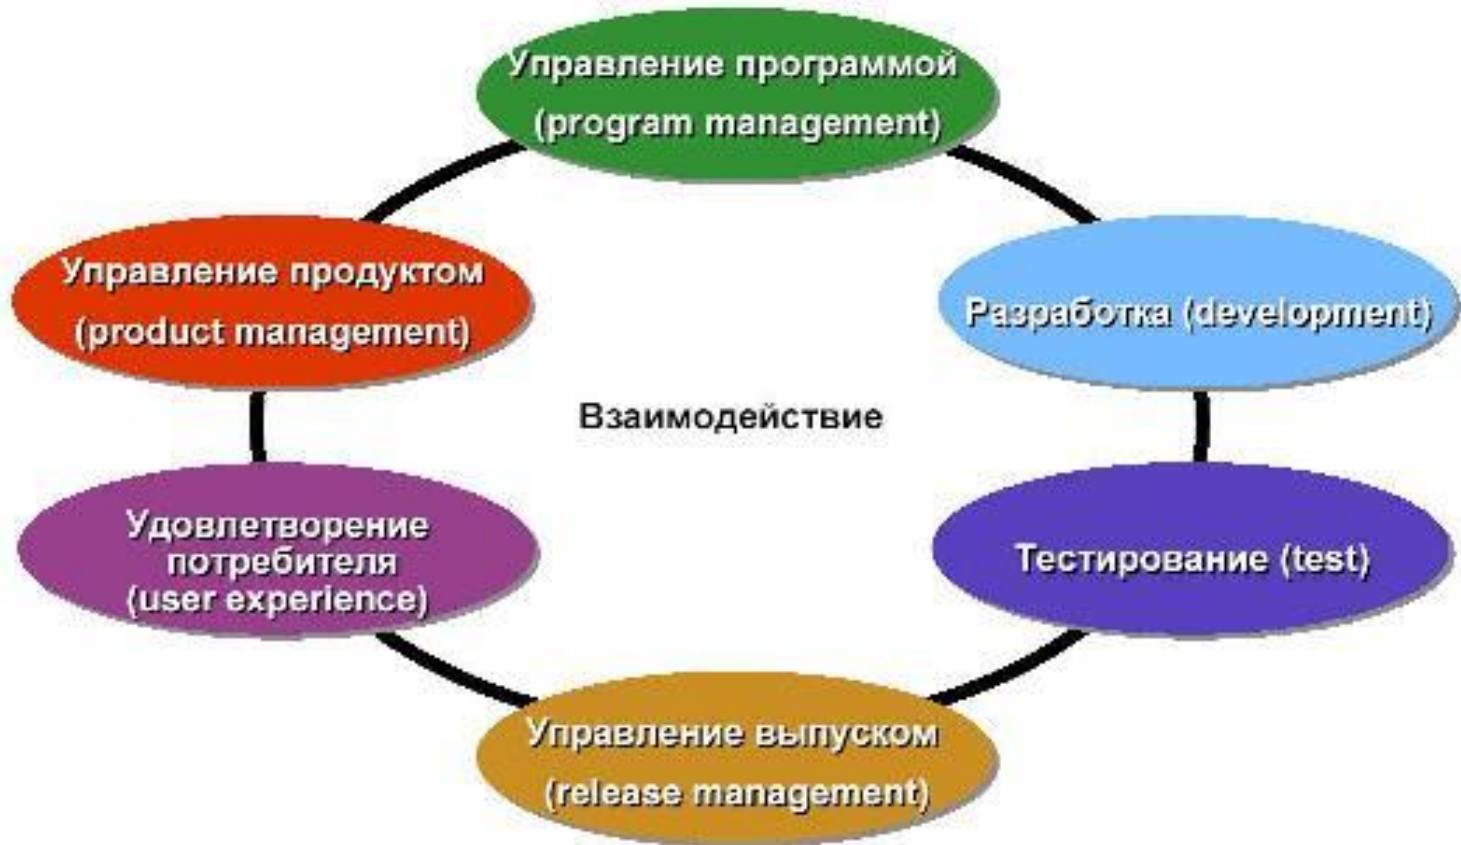 Управление программой
(program management)
Управление продуктом
(product management)
Разработка (development)
Взаимодействие
Удовлетворение
потребителя
(user experience)
Тестирование (test)
Управление выпуском
(release management)